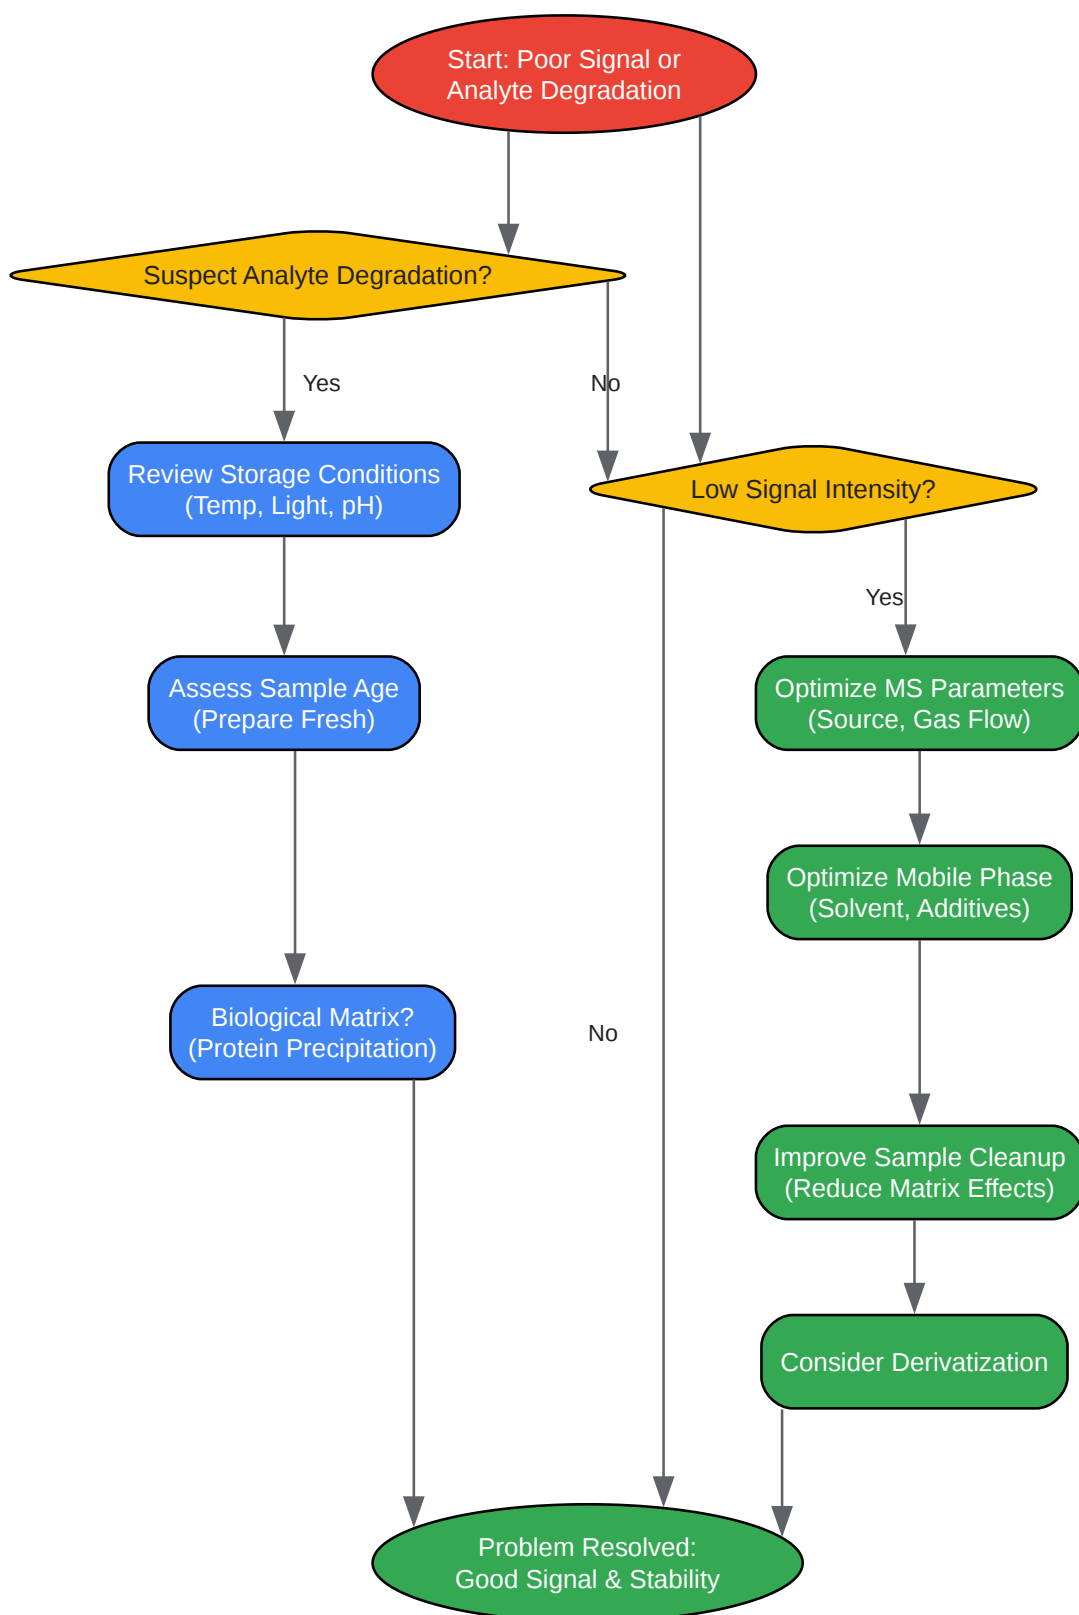 Start: Poor Signal or
Analyte Degradation
Suspect Analyte Degradation?
Yes
No
Review Storage Conditions
(Temp, Light, pH)
Low Signal Intensity?
Yes
Assess Sample Age
(Prepare Fresh)
Optimize MS Parameters
(Source, Gas Flow)
Optimize Mobile Phase
(Solvent, Additives)
Biological Matrix?
(Protein Precipitation)
No
Improve Sample Cleanup
(Reduce Matrix Effects)
Consider Derivatization
Problem Resolved:
Good Signal & Stability